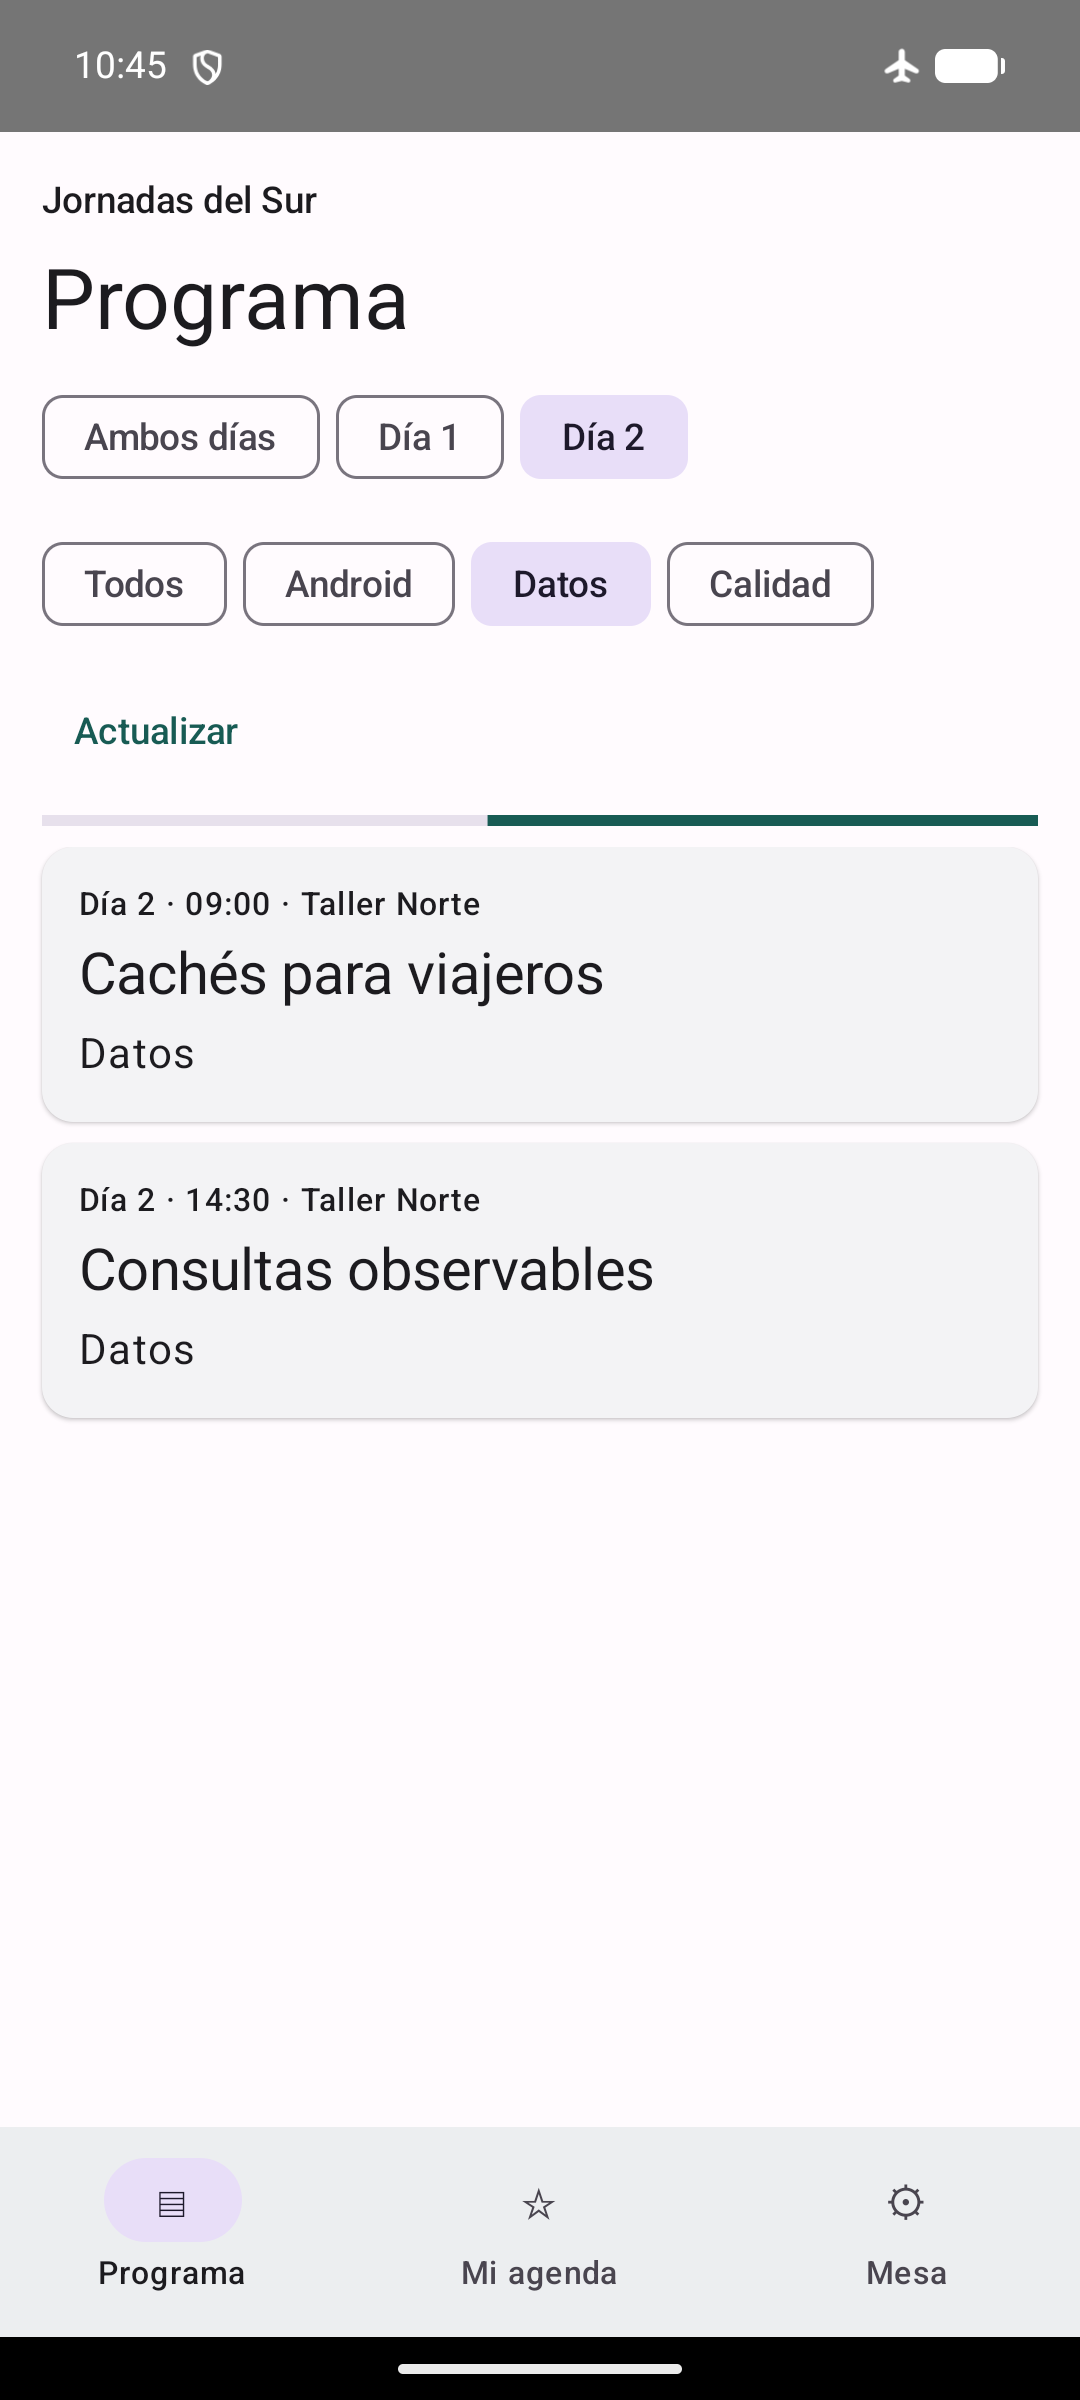 10:45
Jornadas del Sur
Programa
Ambos días Día 1 Día 2
Todos Android Datos Calidad
Actualizar
Día 2 · 09:00 · Taller Norte
Cachés para viajeros
Datos
Día 2 · 14:30 · Taller Norte
Consultas observables
Datos
Programa Mi agenda Mesa